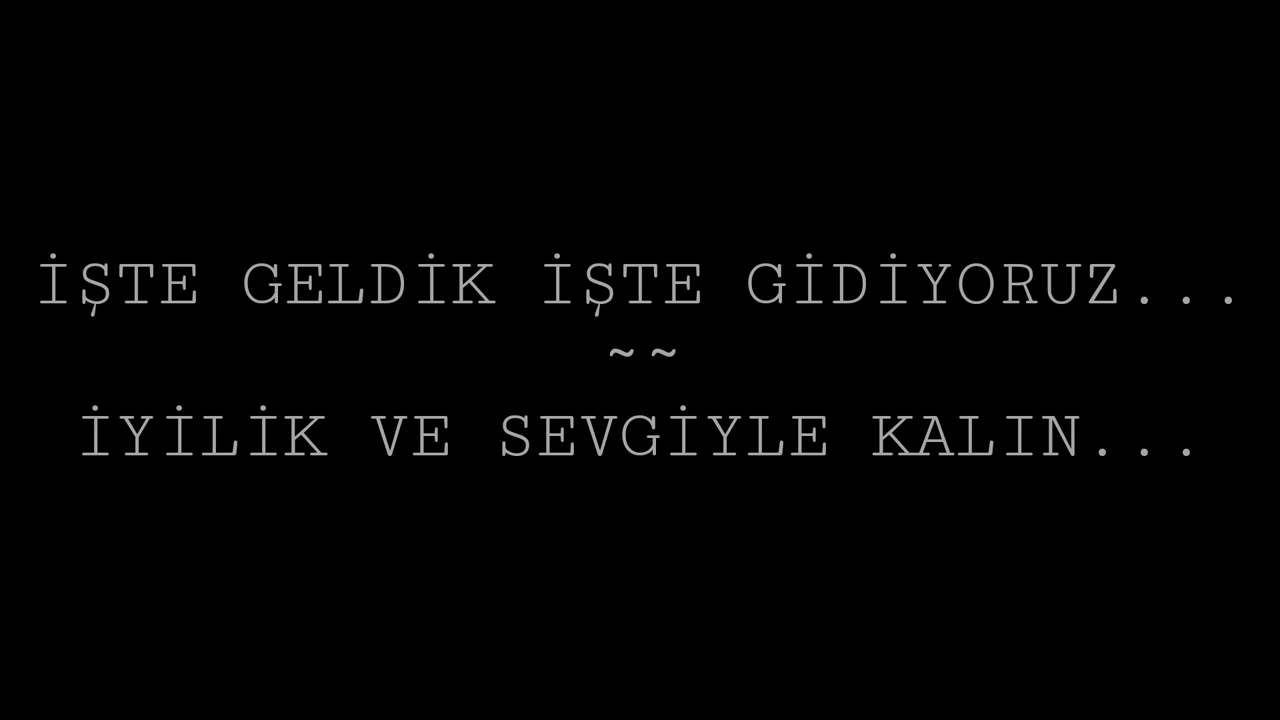 İŞTE GELDİK İŞTE GİDİYORUZ...
~~
İYİLİK VE SEVGİYLE KALIN...